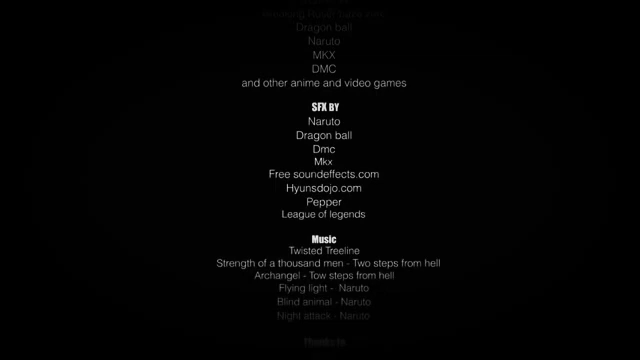 Dragon ball
Naruto
MKX
DMC
and other anime and video games
SFX BY
Naruto
Dragon ball
Dmc
Mkx
Free soundeffects.com
Hyunsdojo.com
Pepper
League of legends
Music
Twisted Treeline
Strength of a thousand men - Two steps from hell
Archangel - Tow steps from hell
Flying light - Naruto
Blind animal - Naruto
Night attack - Naruto